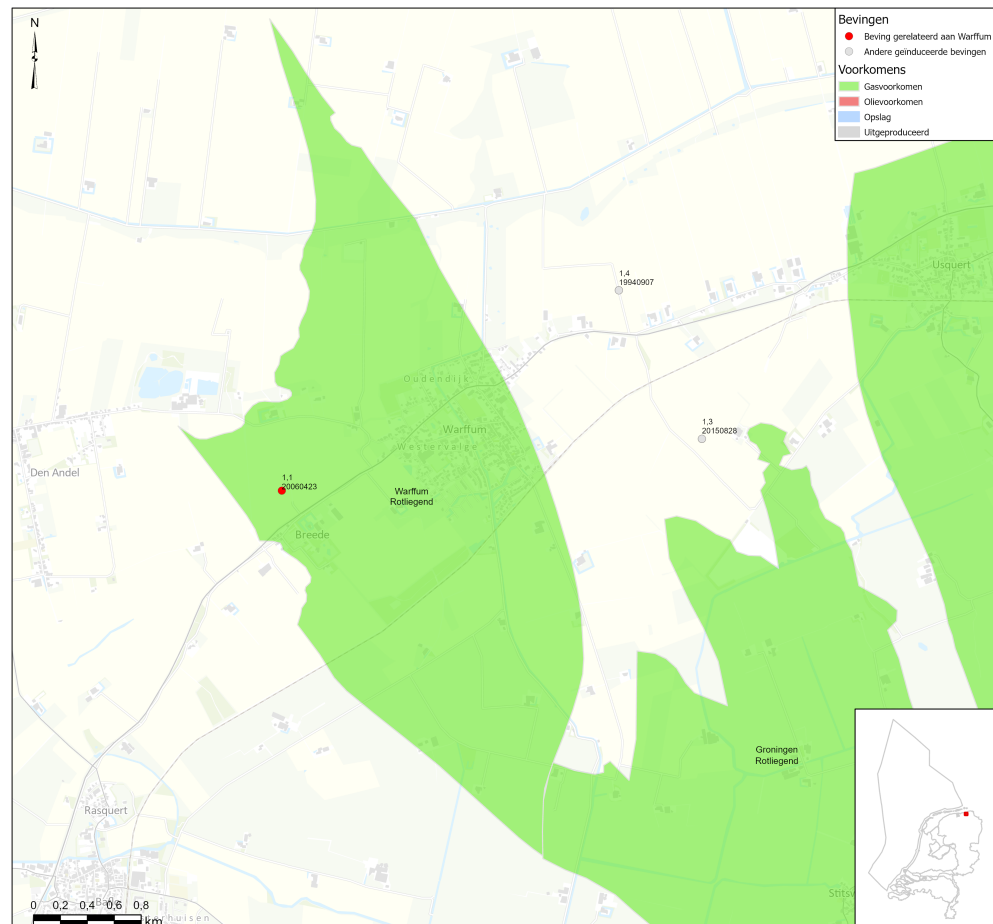 N
Bevingen
Beving gerelateerd aan Warffum
Andere geïnduceerde bevingen
Voorkomens
Gasvoorkomen
Olievoorkomen
Opslag
Uitgeproduceerd
Usquert
1,4
19940907
Oudendijk
Warffum
Westervalge
1,3
20150828
Den Andel
1,1
20060423
Warffum
Rotliegend
Breede
Groningen
Rotliegend
Rasquert
0 0,2 0,4 0,6 0,8
km